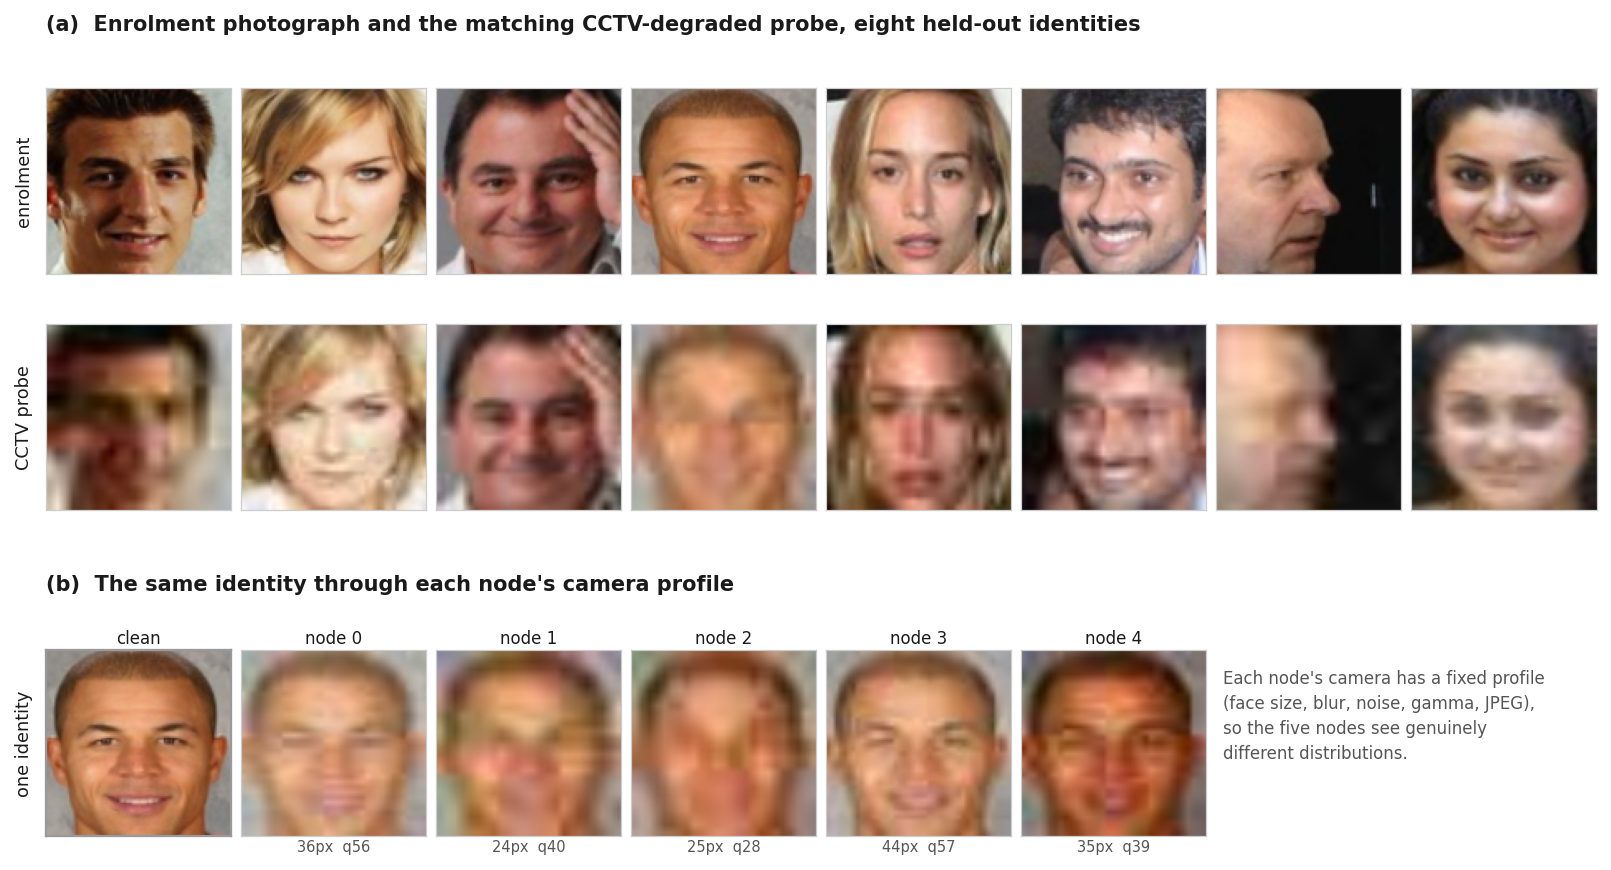 (a) Enrolment photograph and the matching CCTV-degraded probe, eight held-out identities
enrolment
CCTV probe
(b) The same identity through each node's camera profile
clean
node 0
node 1
node 2
node 3
node 4
one identity
Each node's camera has a fixed profile
(face size, blur, noise, gamma, JPEG),
so the five nodes see genuinely
different distributions.
36px q56
24px q40
25px q28
44px q57
35px q39